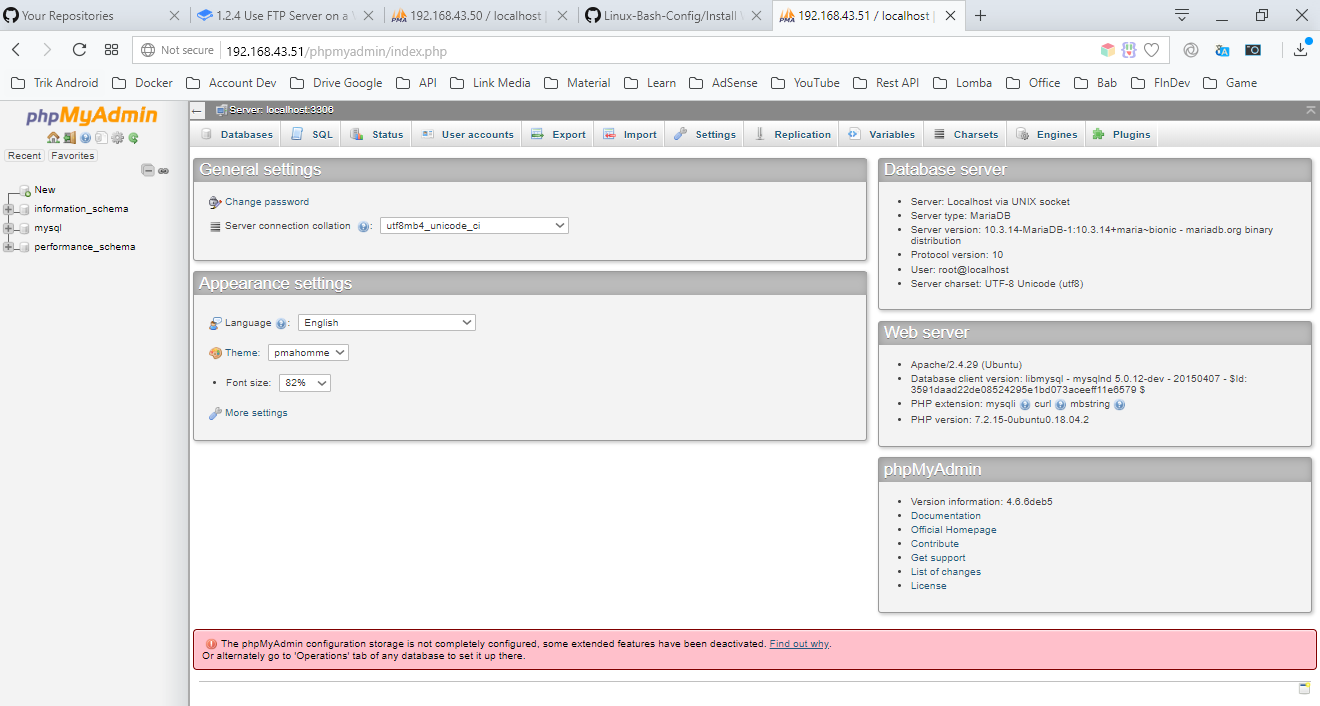 Your Repositories
1.2.4 Use FTP Server on a
192.168.43.50 / localhost
Linux-Bash-Config/Install
192.168.43.51 / localhost |
Not secure
192.168.43.51/phpmyadmin/index.php
Trik Android
Docker
Account Dev
Drive Google
API
Link Media
Material
Learn
AdSense
YouTube
Rest API
Lomba
Office
Bab
FInDev
Game
phpMyAdmin
Recent
Favorites
New
information_schema
mysql
performance_schema
Server: localhost:3306
Databases
SQL
Status
User accounts
Export
Import
Settings
Replication
Variables
Charsets
Engines
Plugins
General settings
Change password
Server connection collation : utf8mb4_unicode_ci
Appearance settings
Language : English
Theme: pmahomme
• Font size: 82%
More settings
Database server
• Server: Localhost via UNIX socket
• Server type: MariaDB
• Server version: 10.3.14-MariaDB-1:10.3.14+maria~bionic - mariadb.org binary
distribution
• Protocol version: 10
• User: root@localhost
• Server charset: UTF-8 Unicode (utf8)
Web server
• Apache/2.4.29 (Ubuntu)
• Database client version: libmysql - mysqlnd 5.0.12-dev - 20150407 - $Id:
3591daad22de08524295e1bd073aceeff11e6579 $
• PHP extension: mysqli curl mbstring
• PHP version: 7.2.15-0ubuntu0.18.04.2
phpMyAdmin
• Version information: 4.6.6deb5
• Documentation
• Official Homepage
• Contribute
• Get support
• List of changes
• License
The phpMyAdmin configuration storage is not completely configured, some extended features have been deactivated. Find out why.
Or alternately go to 'Operations' tab of any database to set it up there.